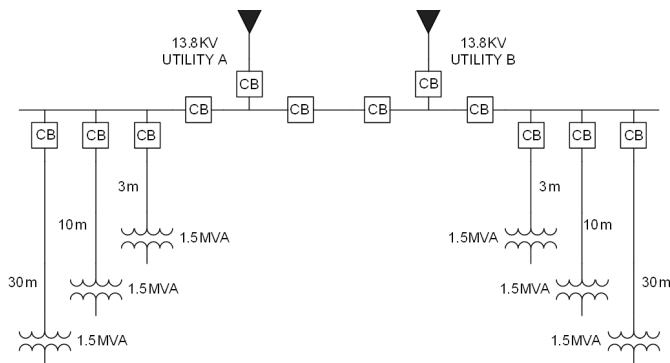 13.8KV
UTILITY A
13.8KV
UTILITY B
CB
CB
CB
CB
CB
CB
CB
CB
CB
CB
CB
CB
3m
3m
10m
10m
1.5MVA
1.5MVA
30m
1.5MVA
1.5MVA
30m
1.5MVA
1.5MVA